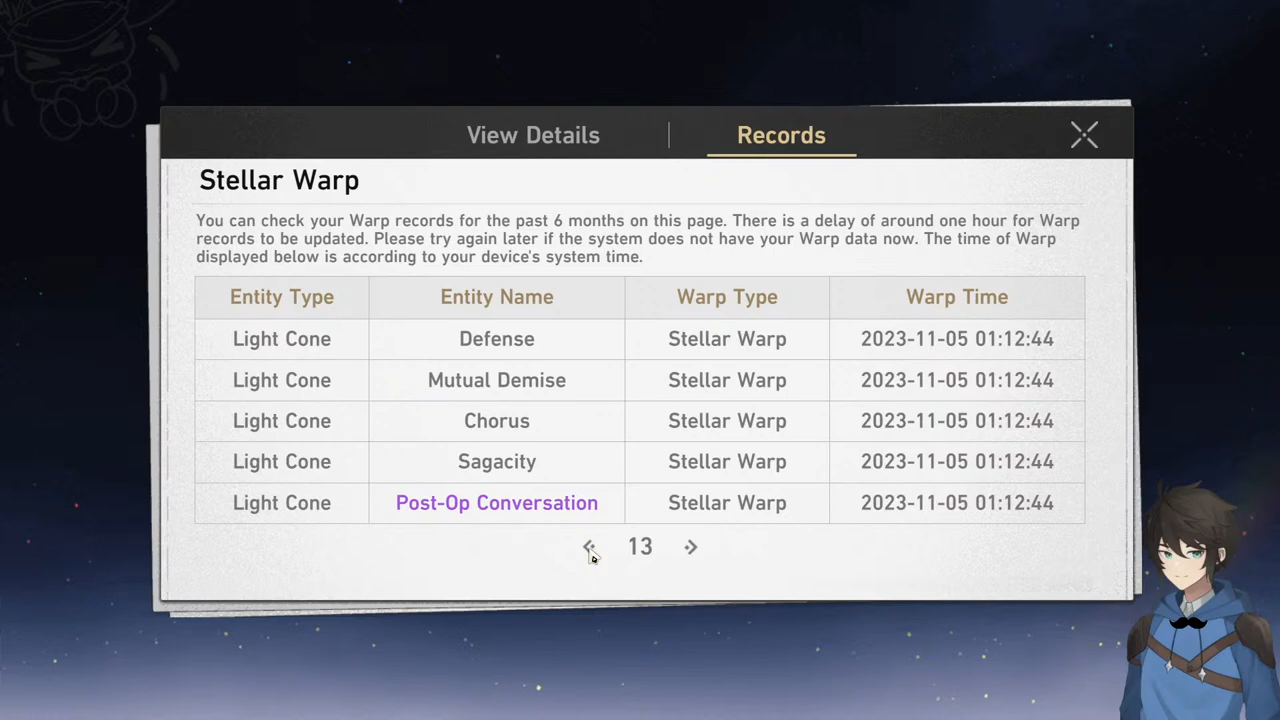 View Details
Records
Stellar Warp
You can check your Warp records for the past 6 months on this page. There is a delay of around one hour for Warp
records to be updated. Please try again later if the system does not have your Warp data now. The time of Warp
displayed below is according to your device's system time.
Entity Type Entity Name Warp Type Warp Time
Light Cone Defense Stellar Warp 2023-11-05 01:12:44
Light Cone Mutual Demise Stellar Warp 2023-11-05 01:12:44
Light Cone Chorus Stellar Warp 2023-11-05 01:12:44
Light Cone Sagacity Stellar Warp 2023-11-05 01:12:44
Light Cone Post-Op Conversation Stellar Warp 2023-11-05 01:12:44
13